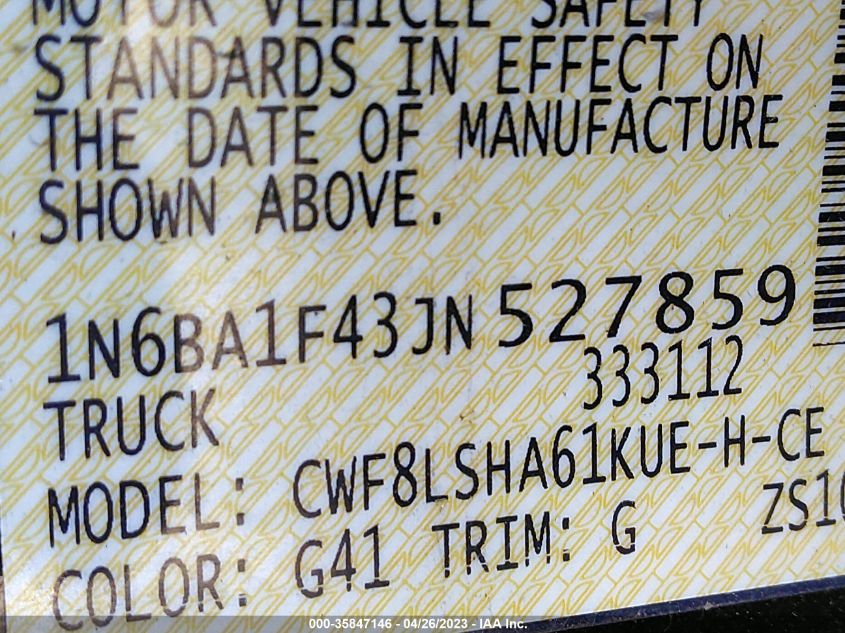 MOTOR VEHICLE SAFETY
STANDARDS IN EFFECT ON
THE DATE OF MANUFACTURE
SHOWN ABOVE.
1N6BA1F43JN527859
TRUCK 333112
MODEL: CWF8LSHA61KUE-H-CE
COLOR: G41 TRIM: G
000-35847146 - 04/26/2023 - IAA Inc.